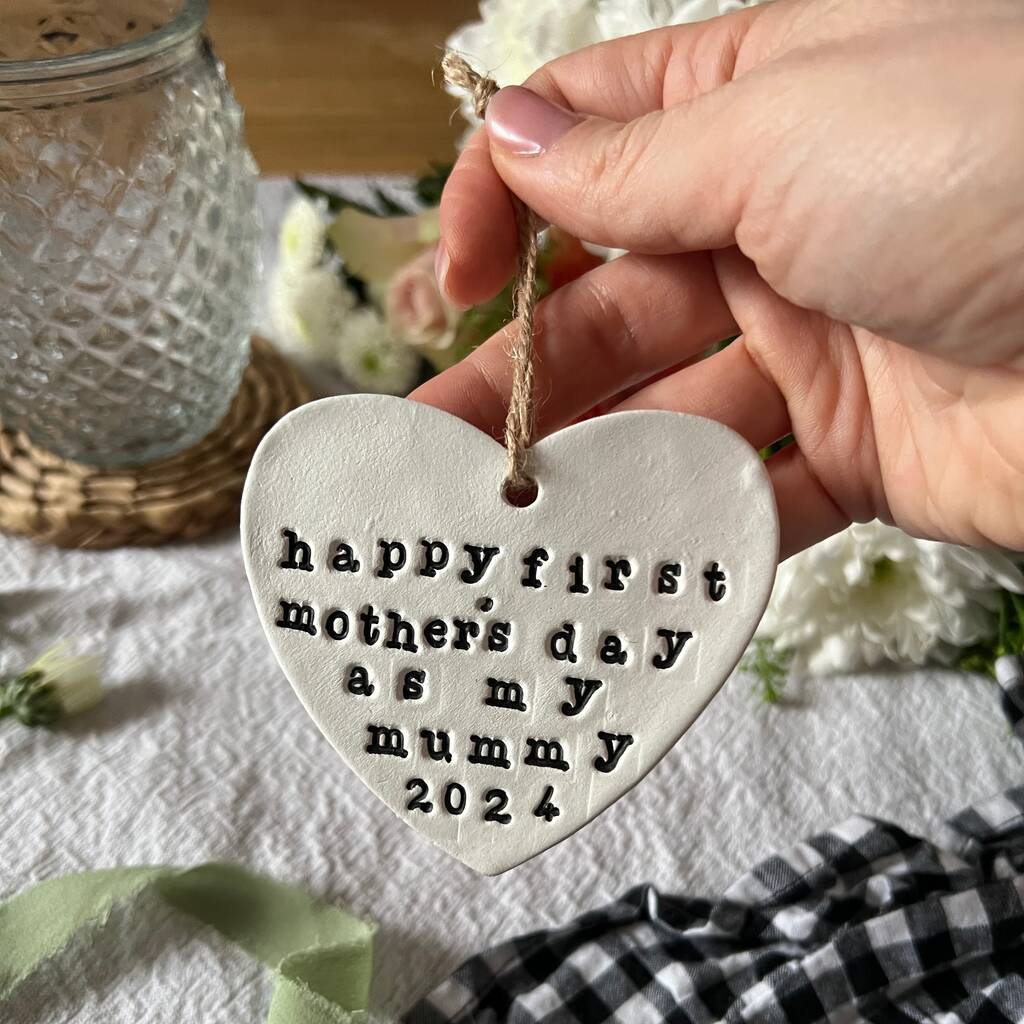 happy first
mother's day
as my
mummy
2024